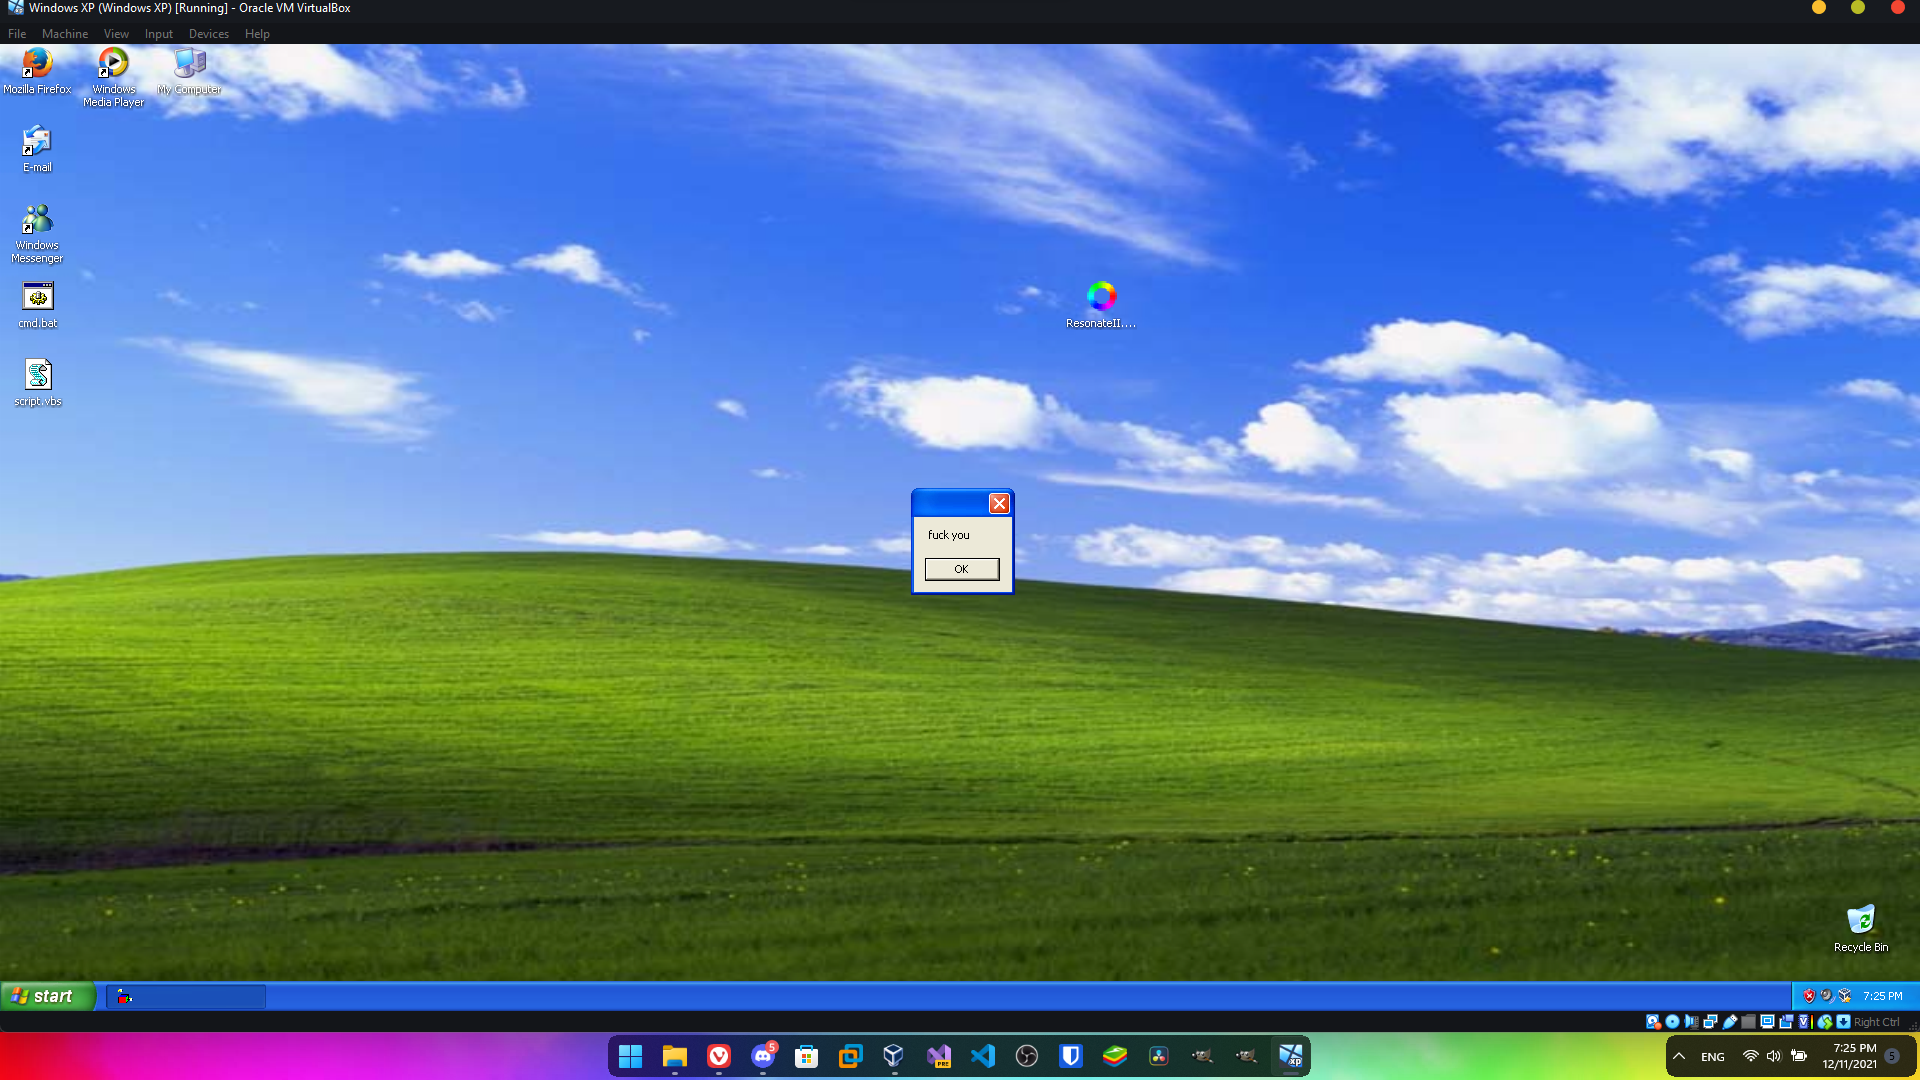 Windows XP (Windows XP) [Running] - Oracle VM VirtualBox
File Machine View Input Devices Help
Mozilla Firefox
Windows
Media Player
My Computer
E-mail
Windows
Messenger
cmd.bat
script.vbs
ResonateII....
fuck you
OK
Recycle Bin
start
7:25 PM
Right Ctrl
5
PRE
XP
ENG
7:25 PM
12/11/2021
5